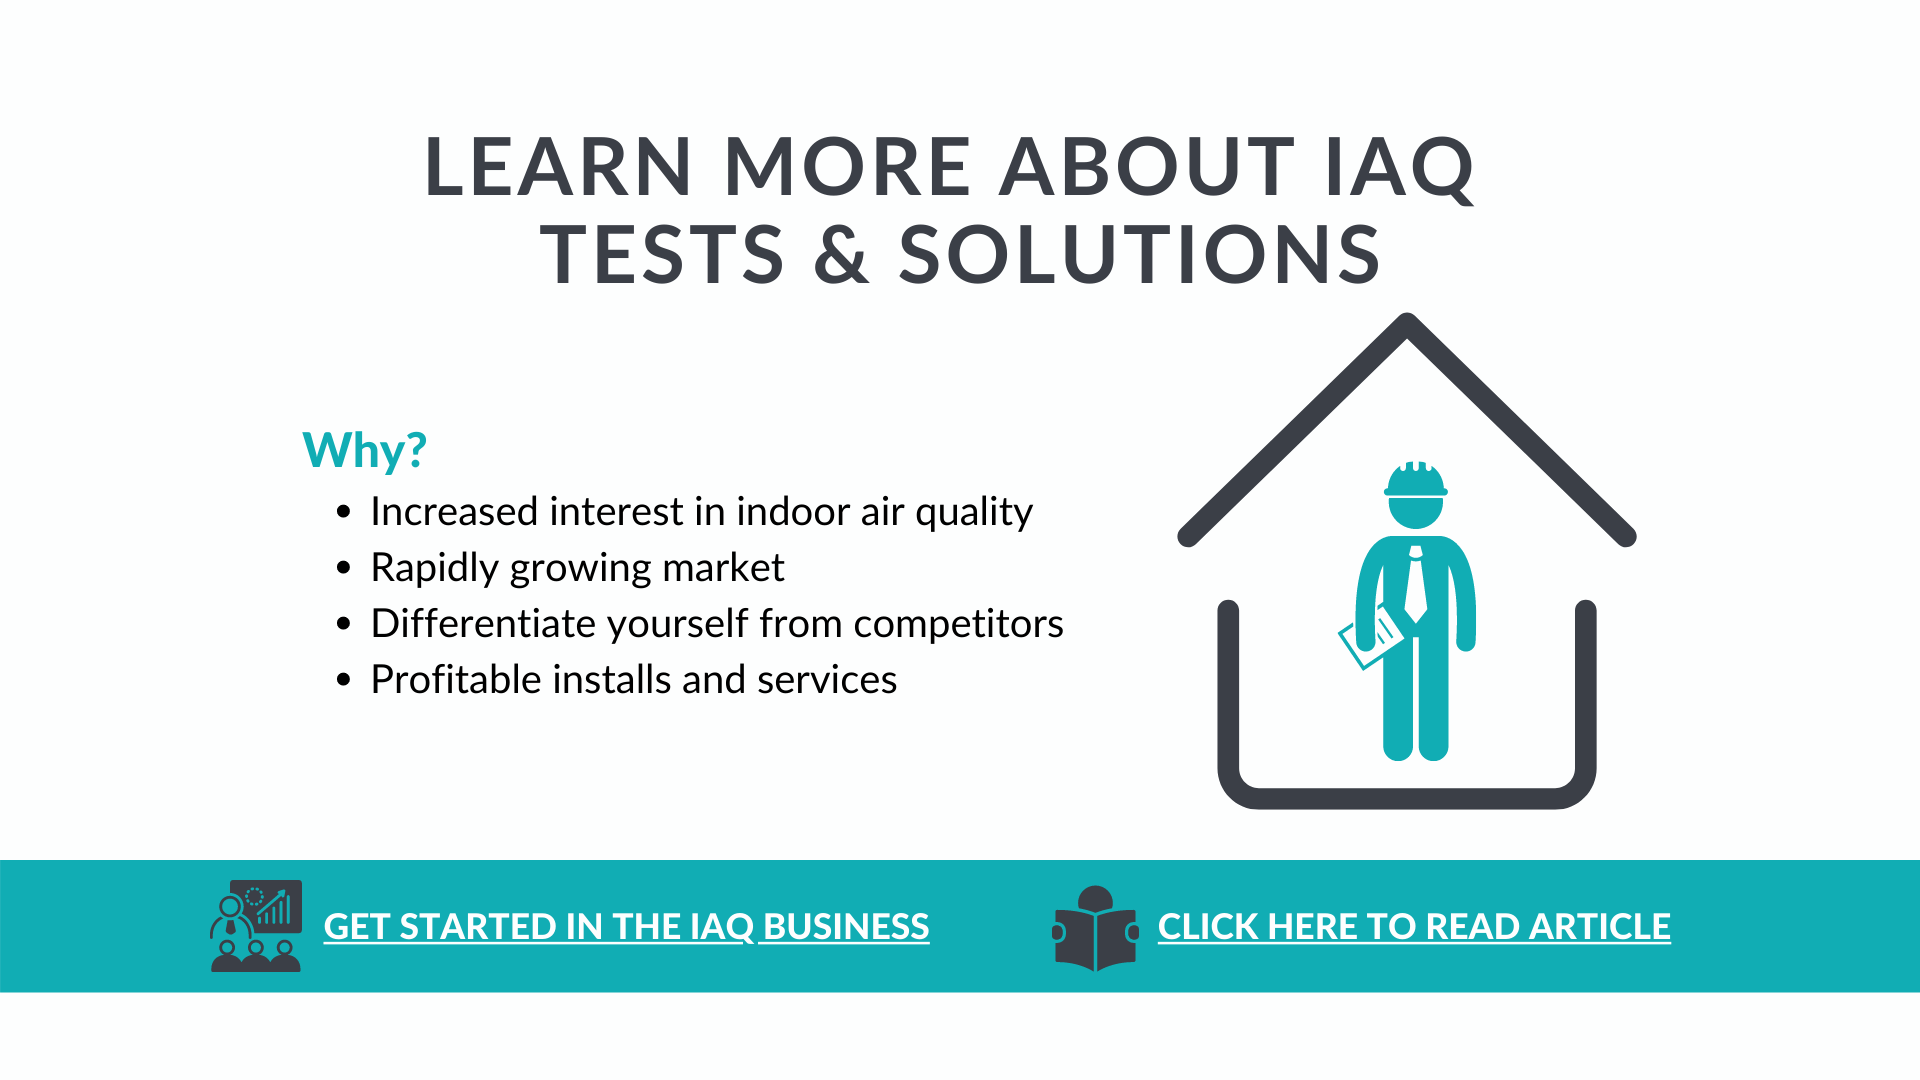 LEARN MORE ABOUT IAQ
TESTS & SOLUTIONS
Why?
• Increased interest in indoor air quality
• Rapidly growing market
• Differentiate yourself from competitors
• Profitable installs and services
GET STARTED IN THE IAQ BUSINESS
CLICK HERE TO READ ARTICLE